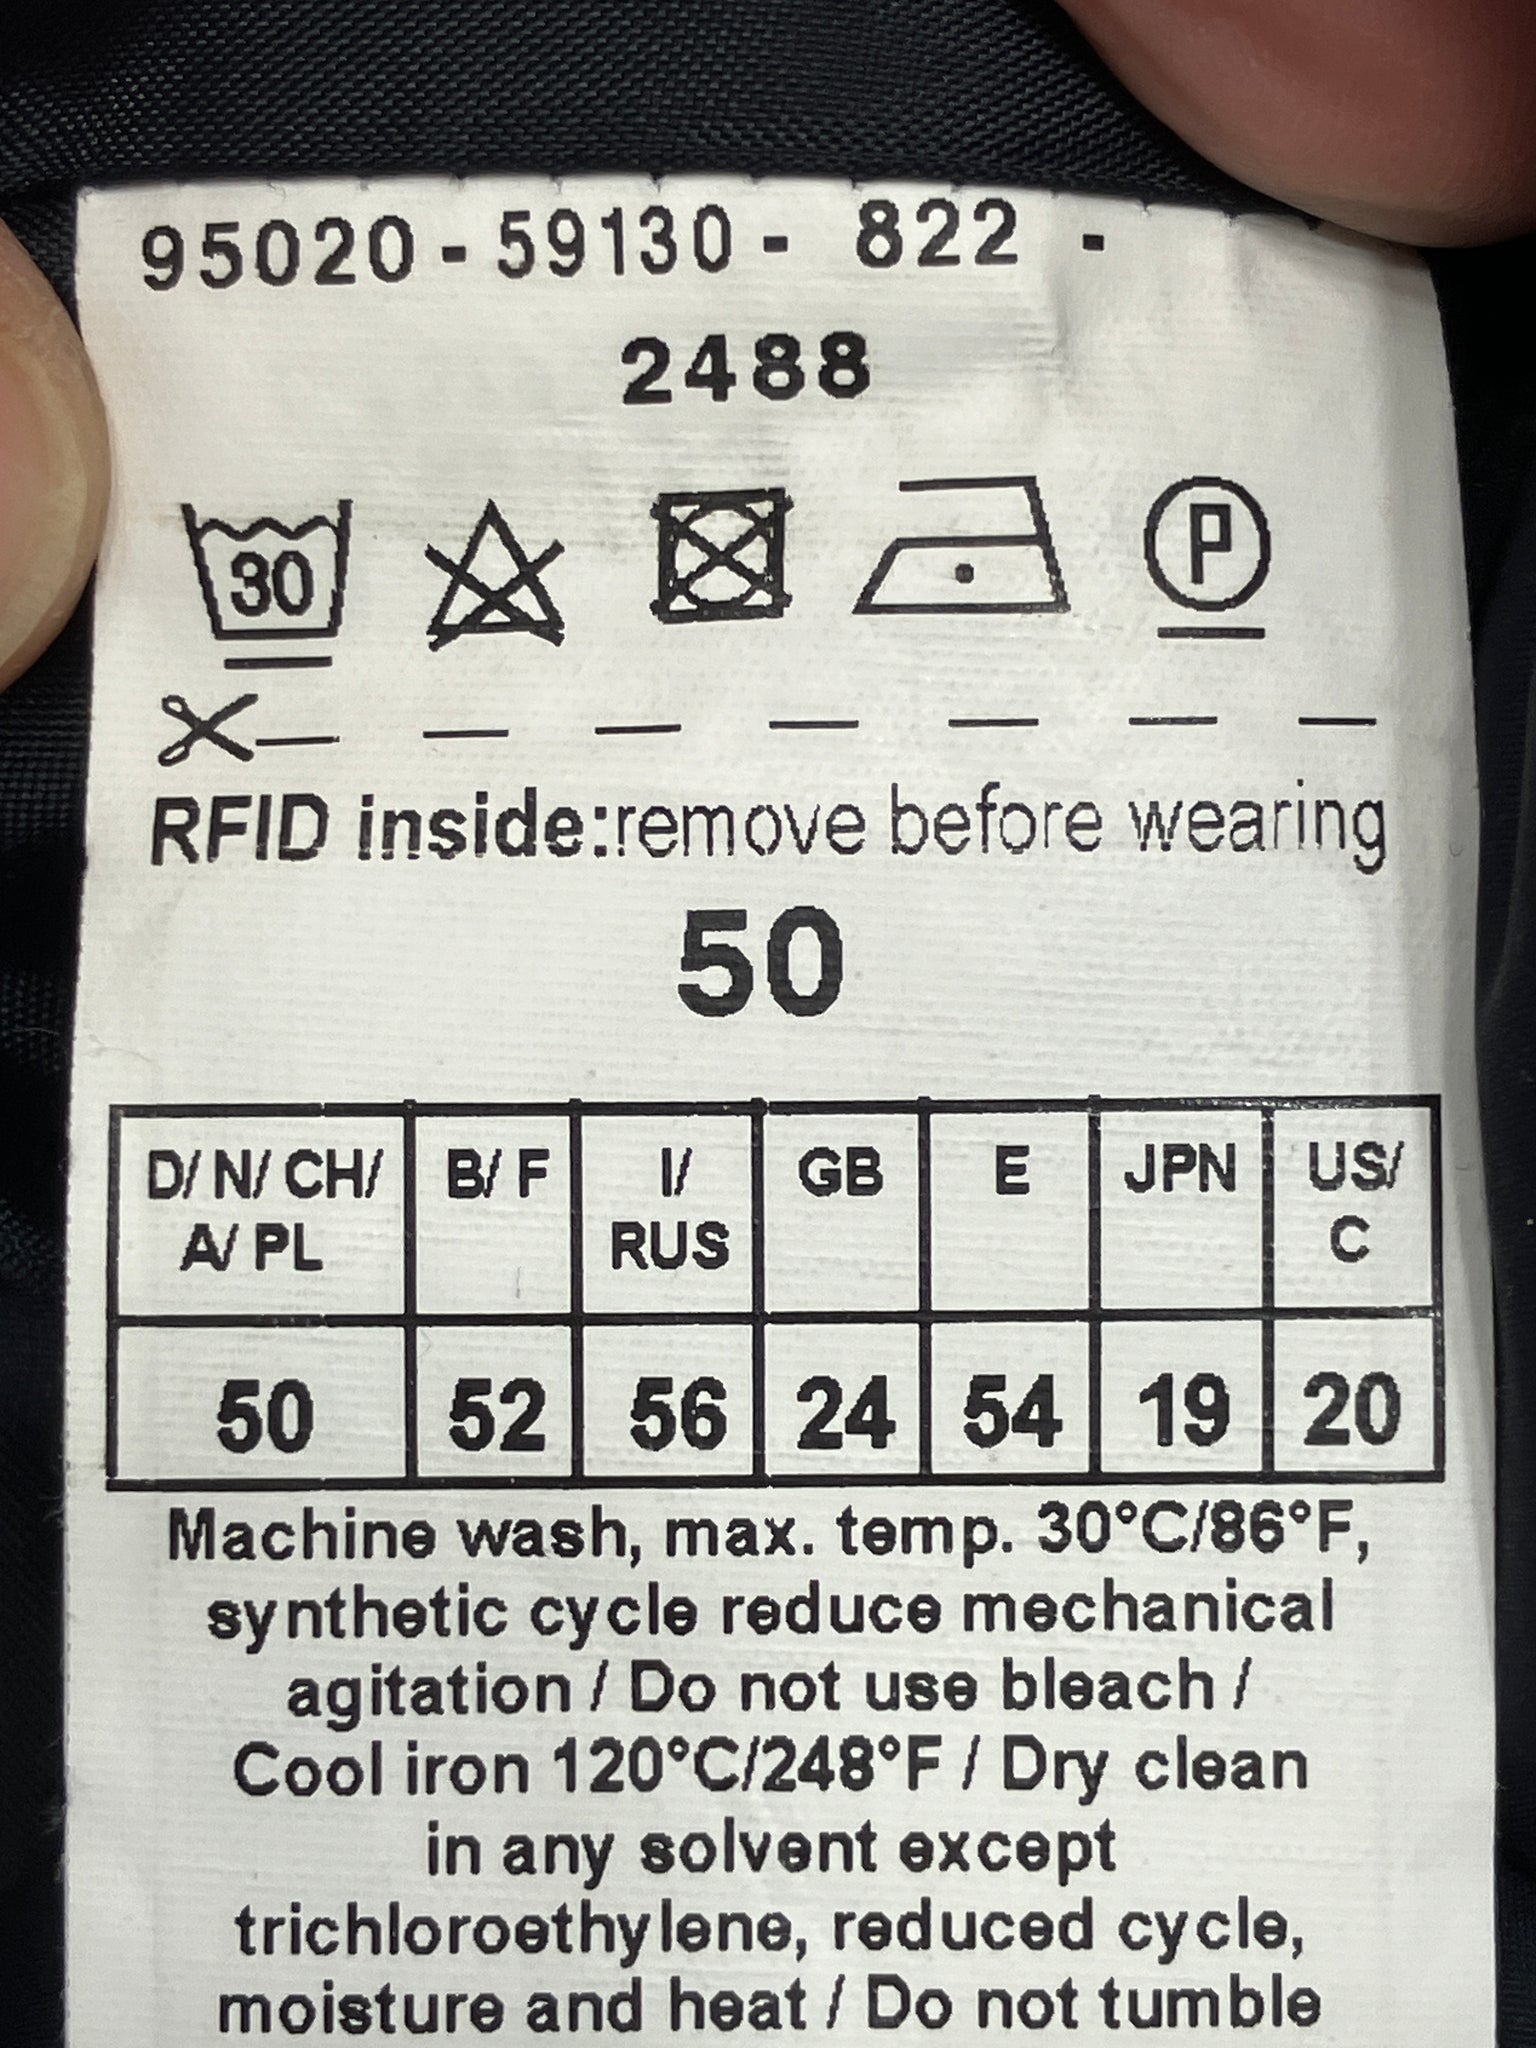 95020 - 59130 - 822 -
2488
30
P
RFID inside:remove before wearing
50
D/ N/ CH/ A/ PL B/ F I/ RUS GB E JPN US/ C
50 52 56 24 54 19 20
Machine wash, max. temp. 30°C/86°F,
synthetic cycle reduce mechanical
agitation / Do not use bleach /
Cool iron 120°C/248°F / Dry clean
in any solvent except
trichloroethylene, reduced cycle,
moisture and heat / Do not tumble